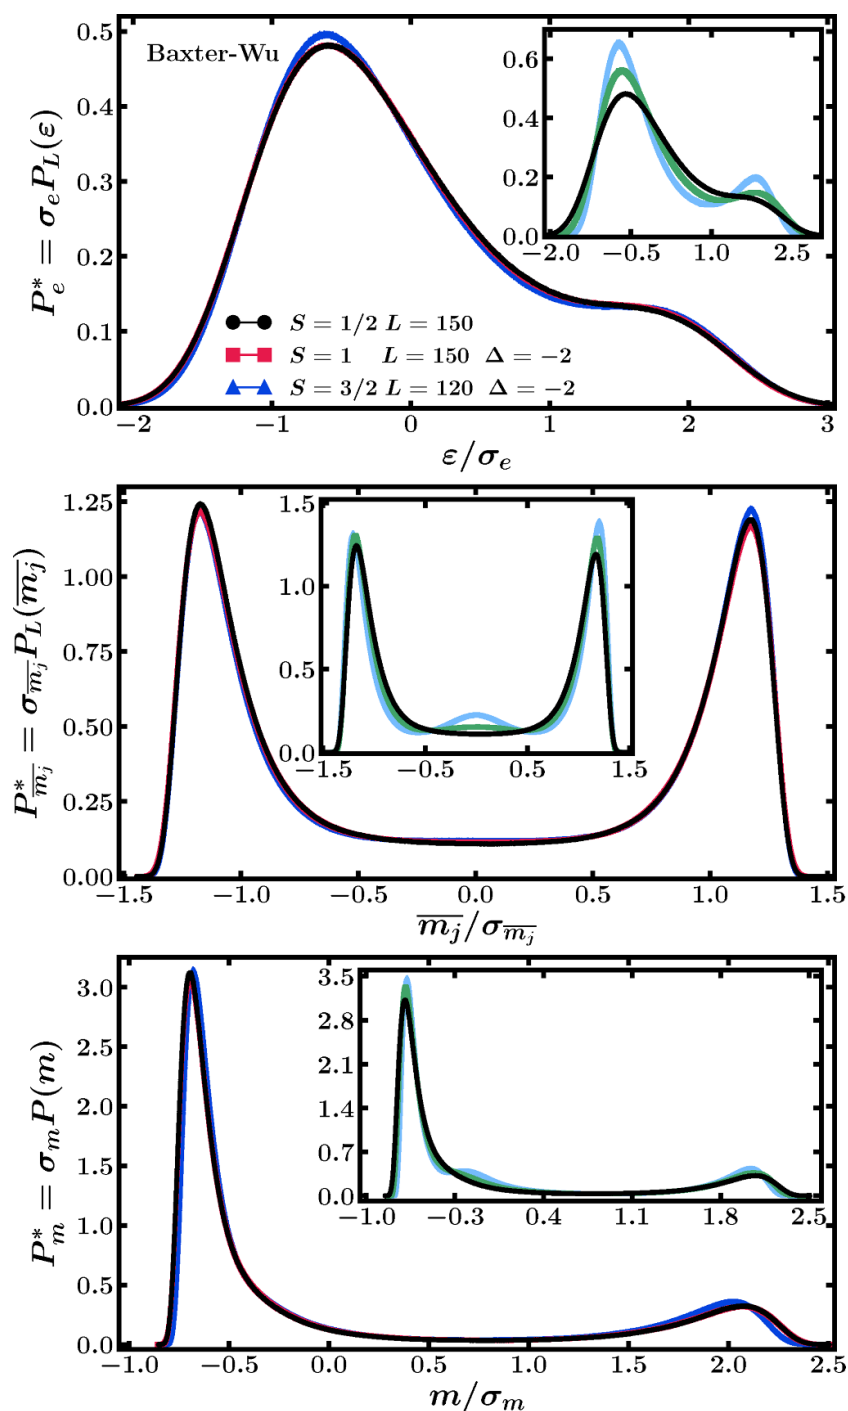 Baxter-Wu
P*_e = σ_e P_L(ε)
0.5
0.4
0.3
0.2
0.1
0.0
0.6
0.4
0.2
0.0
−2.0 −0.5 1.0 2.5
S = 1/2 L = 150
S = 1 L = 150 Δ = −2
S = 3/2 L = 120 Δ = −2
−2 −1 0 1 2 3
ε/σ_e
P*_{\overline{m_j}} = σ_{\overline{m_j}} P_L(\overline{m_j})
1.25
1.00
0.75
0.50
0.25
0.00
1.5
1.0
0.5
0.0
−1.5 −0.5 0.5 1.5
−1.5 −1.0 −0.5 0.0 0.5 1.0 1.5
\overline{m_j}/σ_{\overline{m_j}}
P*_m = σ_m P(m)
3.0
2.5
2.0
1.5
1.0
0.5
0.0
3.5
2.8
2.1
1.4
0.7
0.0
−1.0 −0.3 0.4 1.1 1.8 2.5
−1.0 −0.5 0.0 0.5 1.0 1.5 2.0 2.5
m/σ_m